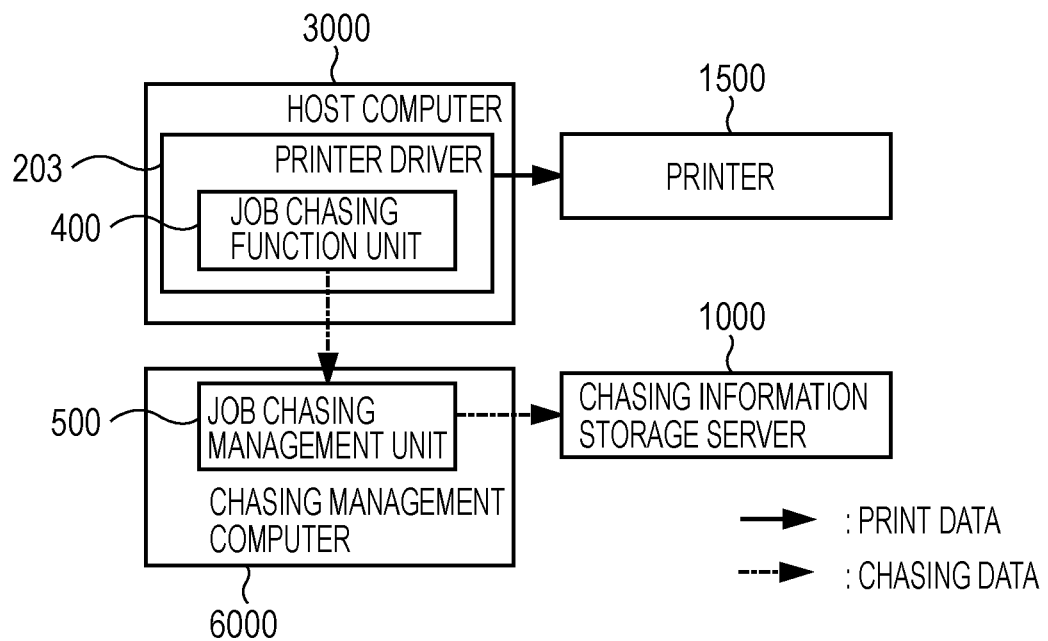 3000
HOST COMPUTER
203
PRINTER DRIVER
400
JOB CHASING
FUNCTION UNIT
1500
PRINTER
500
JOB CHASING
MANAGEMENT UNIT
CHASING MANAGEMENT
COMPUTER
6000
1000
CHASING INFORMATION
STORAGE SERVER
: PRINT DATA
: CHASING DATA